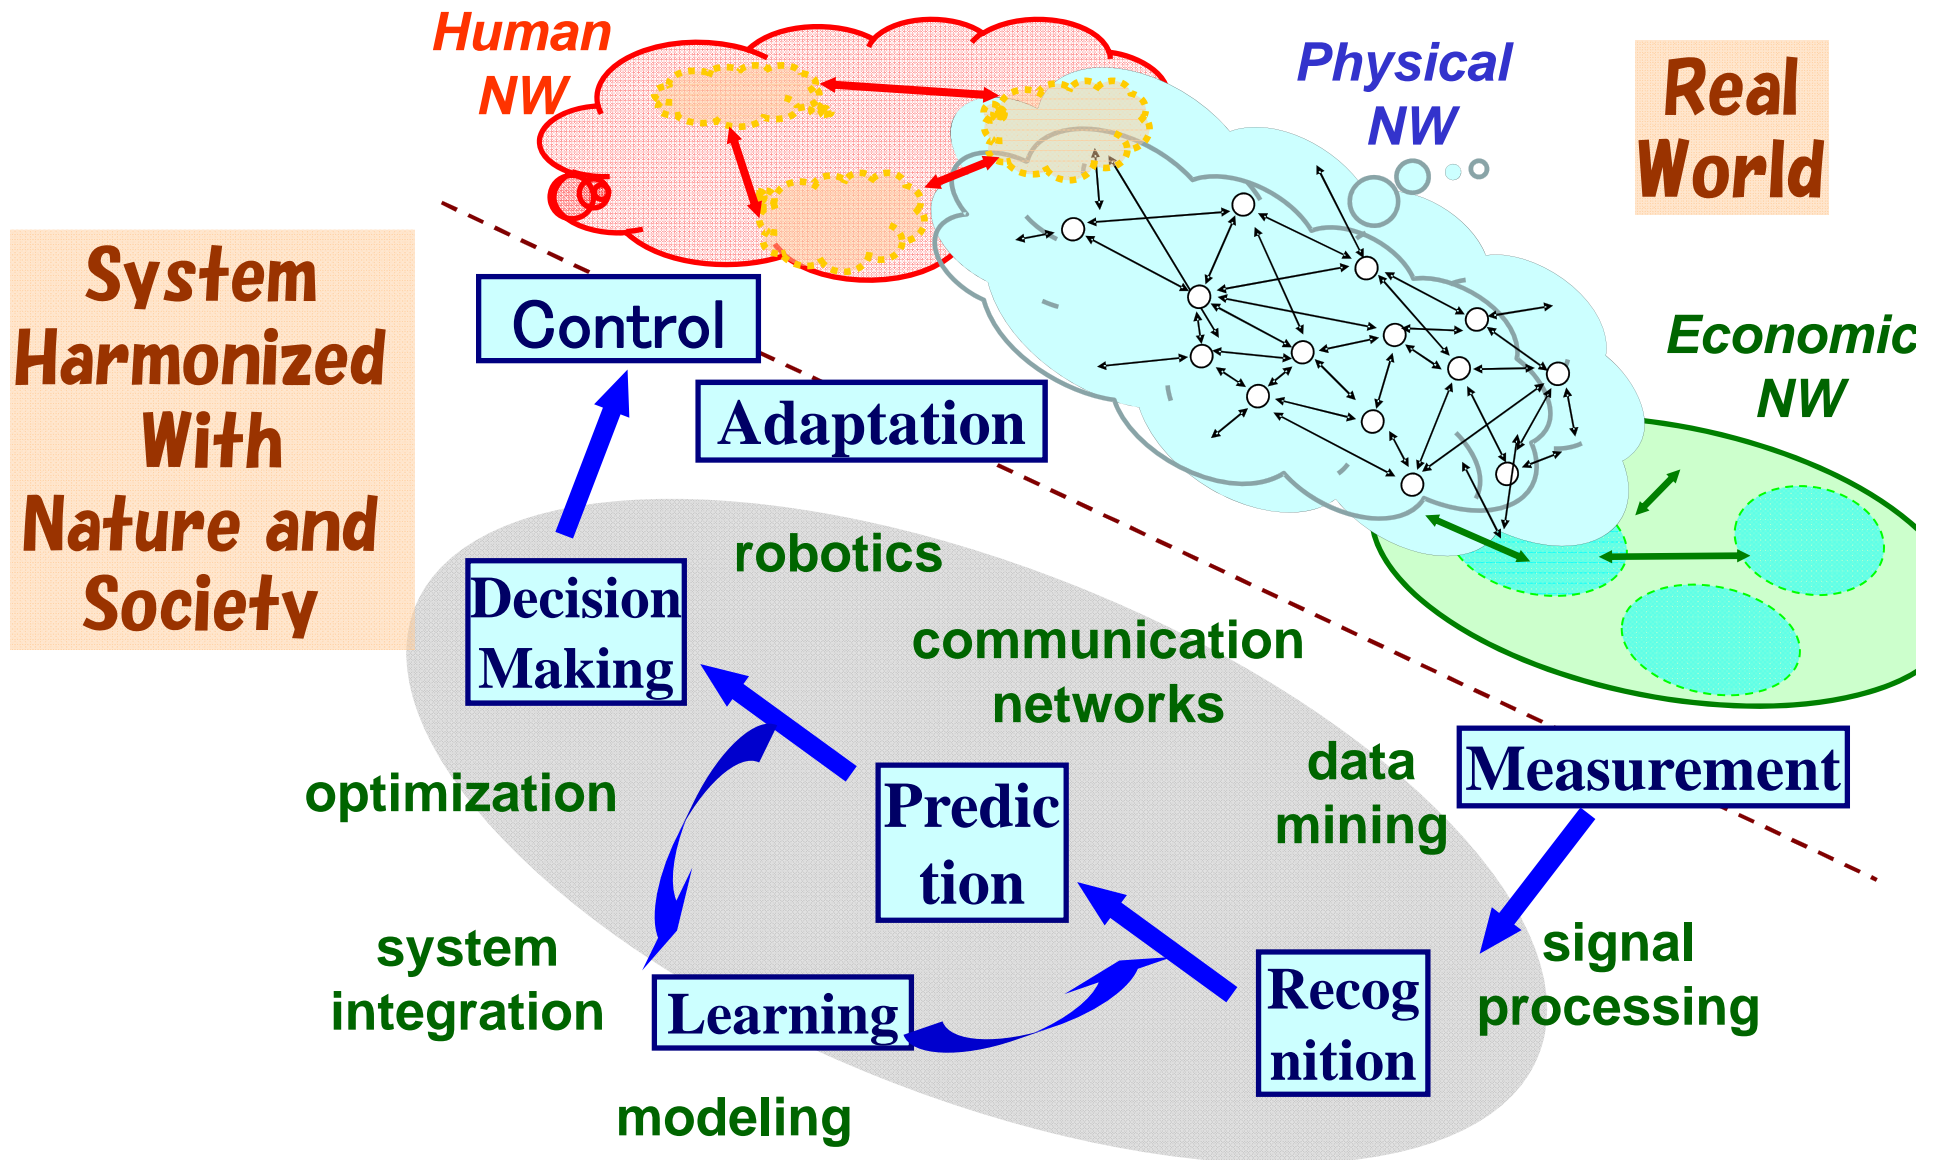 Human
NW
Physical
NW
Real
World
System
Harmonized
With
Nature and
Society
Control
Adaptation
Economic
NW
robotics
Decision
Making
communication
networks
data
mining
Measurement
optimization
Predic
tion
system
integration
Learning
signal
processing
Recog
nition
modeling